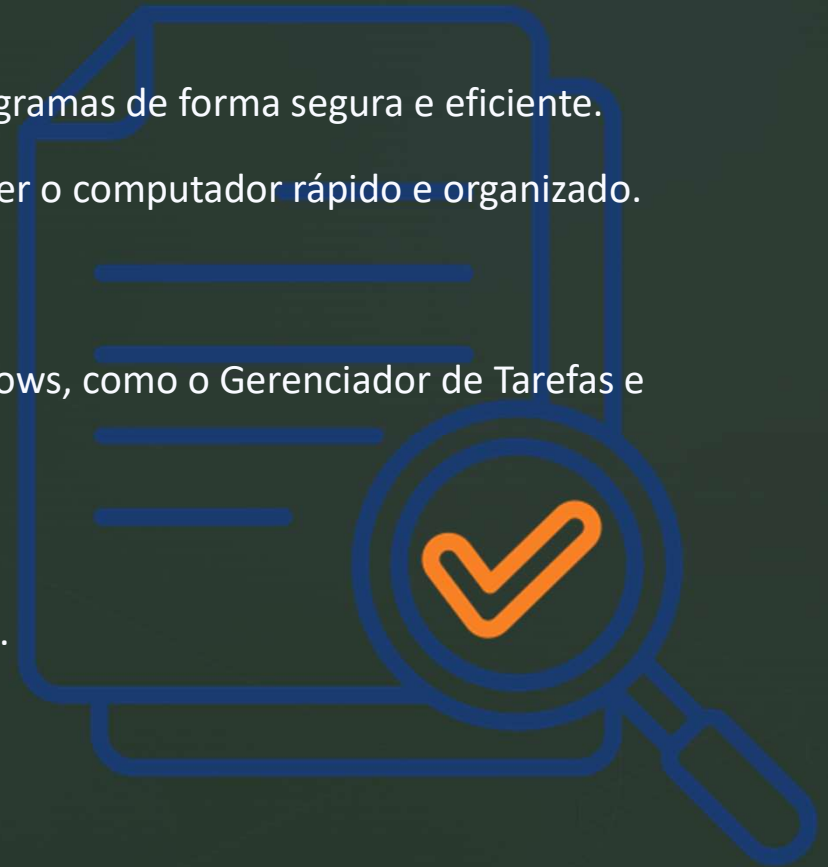 gramas de forma segura e eficiente.
er o computador rápido e organizado.
ows, como o Gerenciador de Tarefas e
.